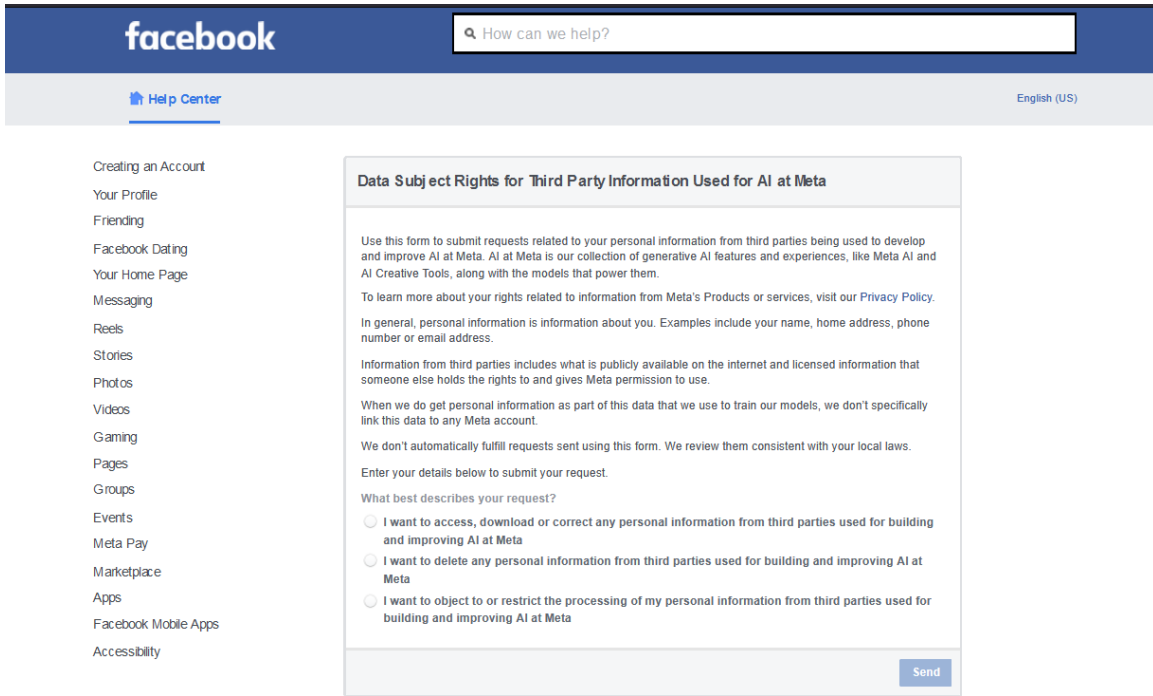 facebook
How can we help?
Help Center
English (US)
Creating an Account
Your Profile
Friending
Facebook Dating
Your Home Page
Messaging
Reels
Stories
Photos
Videos
Gaming
Pages
Groups
Events
Meta Pay
Marketplace
Apps
Facebook Mobile Apps
Accessibility
Data Subject Rights for Third Party Information Used for AI at Meta
Use this form to submit requests related to your personal information from third parties being used to develop
and improve AI at Meta. AI at Meta is our collection of generative AI features and experiences, like Meta AI and
AI Creative Tools, along with the models that power them.
To learn more about your rights related to information from Meta's Products or services, visit our Privacy Policy.
In general, personal information is information about you. Examples include your name, home address, phone
number or email address.
Information from third parties includes what is publicly available on the internet and licensed information that
someone else holds the rights to and gives Meta permission to use.
When we do get personal information as part of this data that we use to train our models, we don't specifically
link this data to any Meta account.
We don't automatically fulfill requests sent using this form. We review them consistent with your local laws.
Enter your details below to submit your request.
What best describes your request?
I want to access, download or correct any personal information from third parties used for building
and improving AI at Meta
I want to delete any personal information from third parties used for building and improving AI at
Meta
I want to object to or restrict the processing of my personal information from third parties used for
building and improving AI at Meta
Send